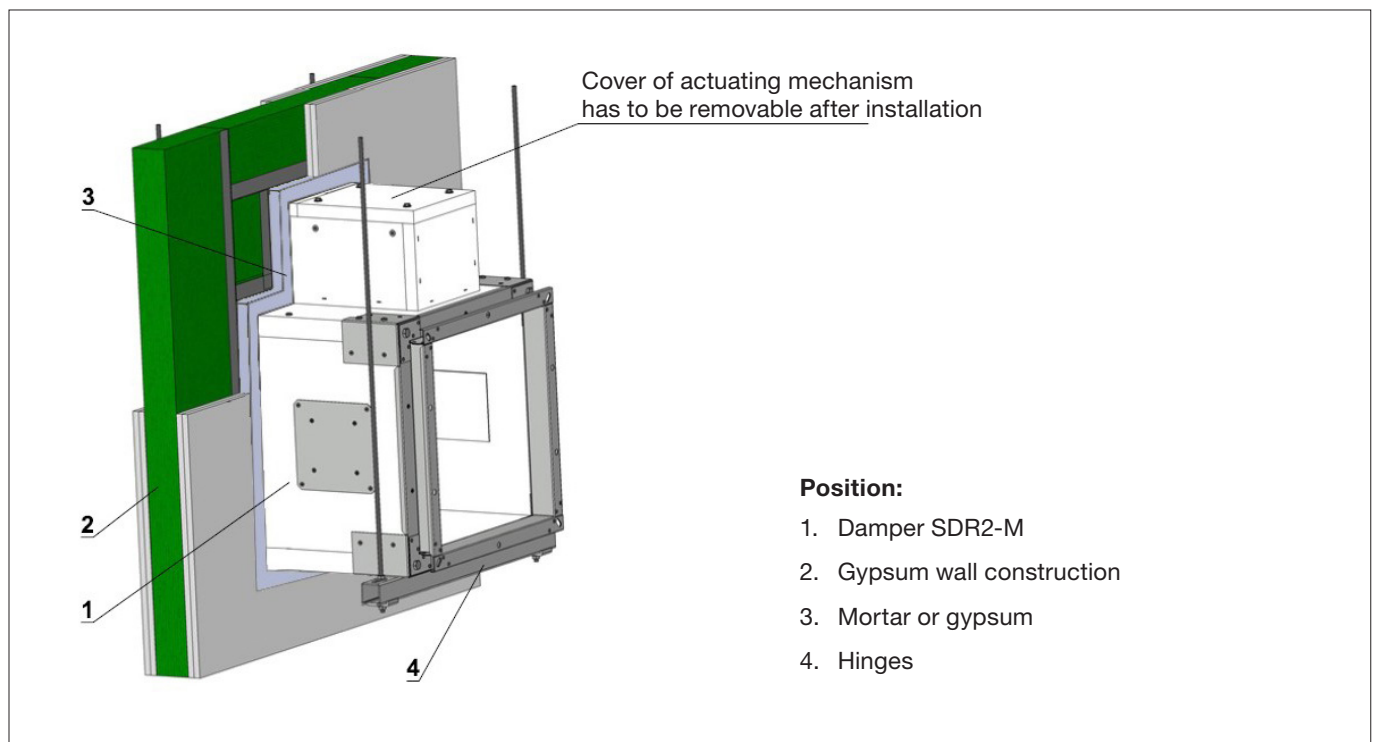 Cover of actuating mechanism
has to be removable after installation
3
2
1
4
Position:
1. Damper SDR2-M
2. Gypsum wall construction
3. Mortar or gypsum
4. Hinges